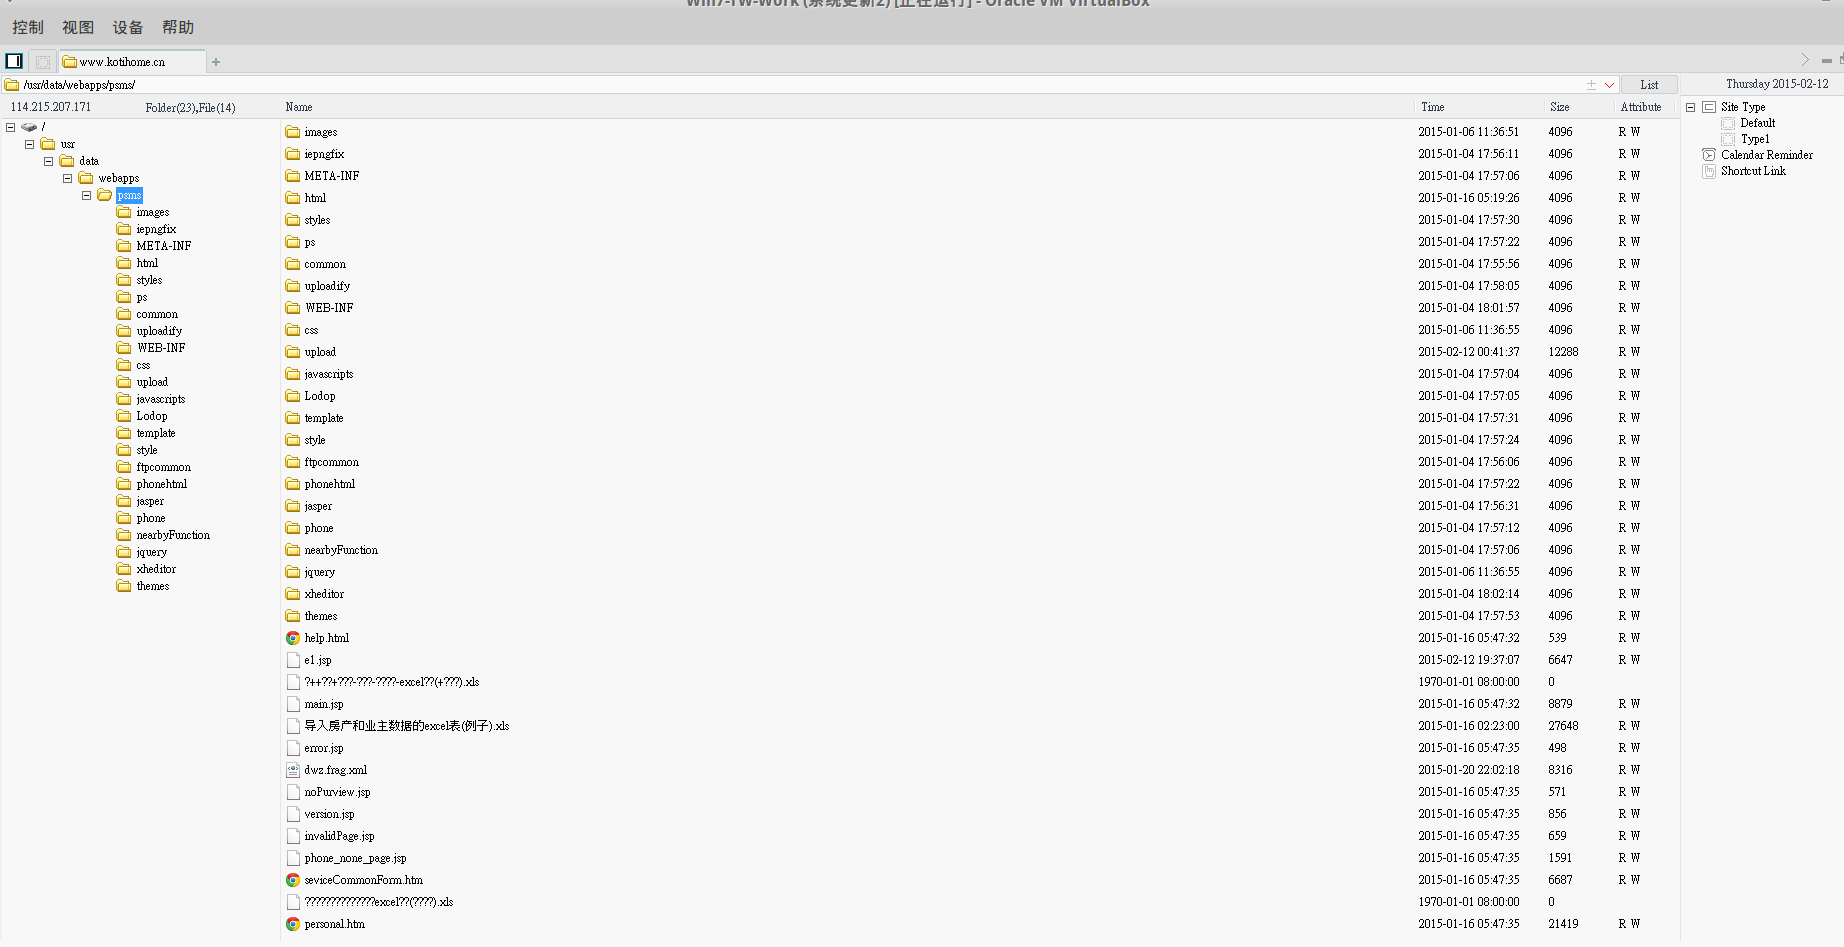 Win7-TW-Work (系统更新2) [正在运行] - Oracle VM VirtualBox
控制 视图 设备 帮助
www.kotihome.cn +
/usr/data/webapps/psms/ List Thursday 2015-02-12
114.215.207.171 Folder(23),File(14) Name Time Size Attribute
/
usr
data
webapps
psms
images
iepngfix
META-INF
html
styles
ps
common
uploadify
WEB-INF
css
upload
javascripts
Lodop
template
style
ftpcommon
phonehtml
jasper
phone
nearbyFunction
jquery
xheditor
themes
images 2015-01-06 11:36:51 4096 R W
iepngfix 2015-01-04 17:56:11 4096 R W
META-INF 2015-01-04 17:57:06 4096 R W
html 2015-01-16 05:19:26 4096 R W
styles 2015-01-04 17:57:30 4096 R W
ps 2015-01-04 17:57:22 4096 R W
common 2015-01-04 17:55:56 4096 R W
uploadify 2015-01-04 17:58:05 4096 R W
WEB-INF 2015-01-04 18:01:57 4096 R W
css 2015-01-06 11:36:55 4096 R W
upload 2015-02-12 00:41:37 12288 R W
javascripts 2015-01-04 17:57:04 4096 R W
Lodop 2015-01-04 17:57:05 4096 R W
template 2015-01-04 17:57:31 4096 R W
style 2015-01-04 17:57:24 4096 R W
ftpcommon 2015-01-04 17:56:06 4096 R W
phonehtml 2015-01-04 17:57:22 4096 R W
jasper 2015-01-04 17:56:31 4096 R W
phone 2015-01-04 17:57:12 4096 R W
nearbyFunction 2015-01-04 17:57:06 4096 R W
jquery 2015-01-06 11:36:55 4096 R W
xheditor 2015-01-04 18:02:14 4096 R W
themes 2015-01-04 17:57:53 4096 R W
help.html 2015-01-16 05:47:32 539 R W
e1.jsp 2015-02-12 19:37:07 6647 R W
?++??+???-???-????-excel??(+???).xls 1970-01-01 08:00:00 0
main.jsp 2015-01-16 05:47:32 8879 R W
导入房产和业主数据的excel表(例子).xls 2015-01-16 02:23:00 27648 R W
error.jsp 2015-01-16 05:47:35 498 R W
dwz.frag.xml 2015-01-20 22:02:18 8316 R W
noPurview.jsp 2015-01-16 05:47:35 571 R W
version.jsp 2015-01-16 05:47:35 856 R W
invalidPage.jsp 2015-01-16 05:47:35 659 R W
phone_none_page.jsp 2015-01-16 05:47:35 1591 R W
seviceCommonForm.htm 2015-01-16 05:47:35 6687 R W
??????????????excel??(????).xls 1970-01-01 08:00:00 0
personal.htm 2015-01-16 05:47:35 21419 R W
Site Type
Default
Type1
Calendar Reminder
Shortcut Link